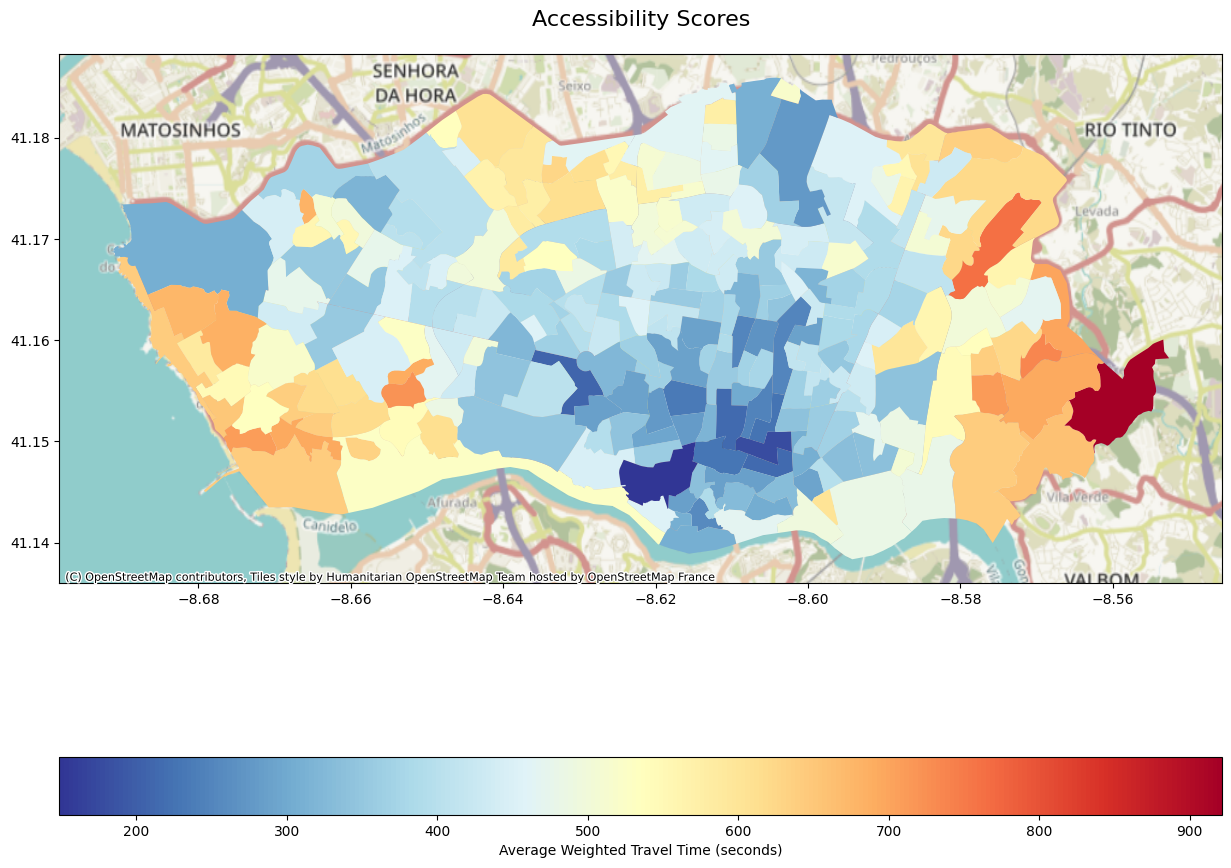 Accessibility Scores
Pedrouços
SENHORA
DA HORA
Seixo
MATOSINHOS
Matosinhos
RIO TINTO
41.18
Levada
41.17
41.16
41.15
Afurada
Vila Verde
Canidelo
41.14
VALBOM
(C) OpenStreetMap contributors, Tiles style by Humanitarian OpenStreetMap Team hosted by OpenStreetMap France
−8.68 −8.66 −8.64 −8.62 −8.60 −8.58 −8.56
200 300 400 500 600 700 800 900
Average Weighted Travel Time (seconds)